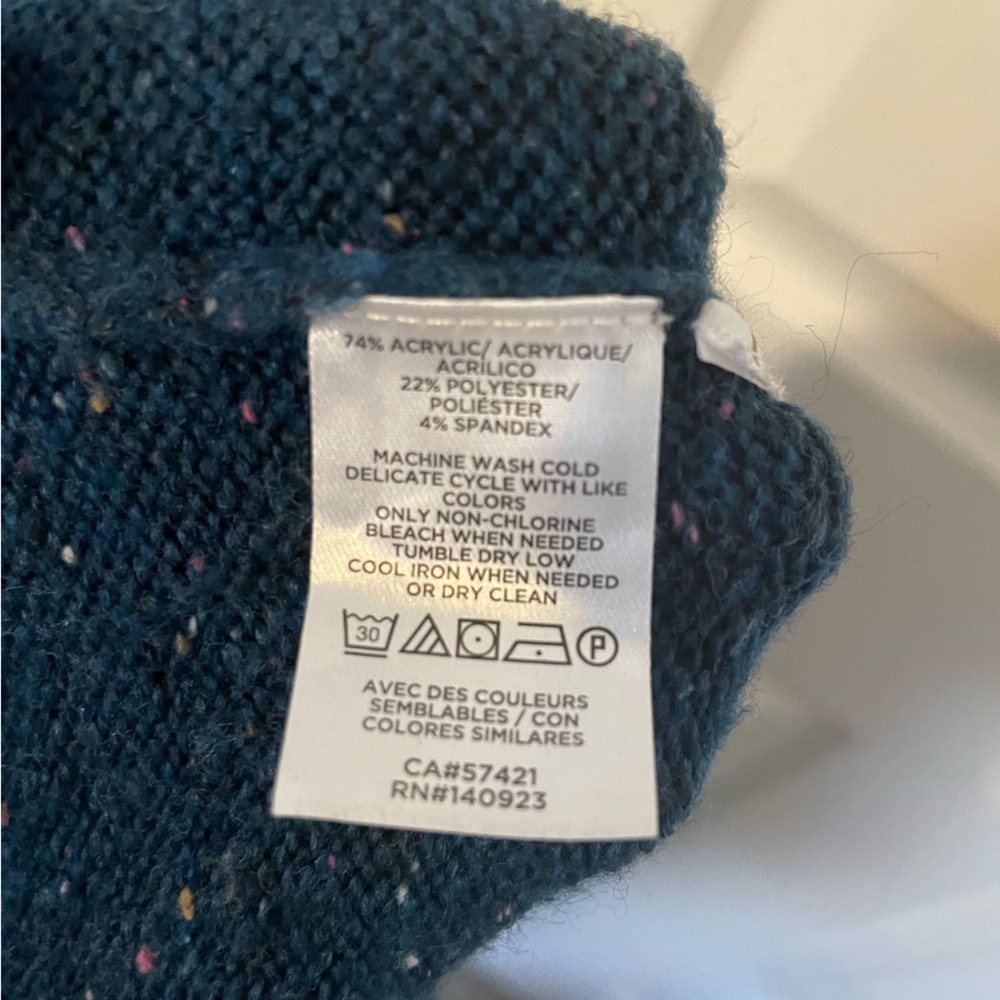 74% ACRYLIC/ ACRYLIQUE/
ACRÍLICO
22% POLYESTER/
POLIÉSTER
4% SPANDEX
MACHINE WASH COLD
DELICATE CYCLE WITH LIKE
COLORS
ONLY NON-CHLORINE
BLEACH WHEN NEEDED
TUMBLE DRY LOW
COOL IRON WHEN NEEDED
OR DRY CLEAN
30 P
AVEC DES COULEURS
SEMBLABLES / CON
COLORES SIMILARES
CA#57421
RN#140923